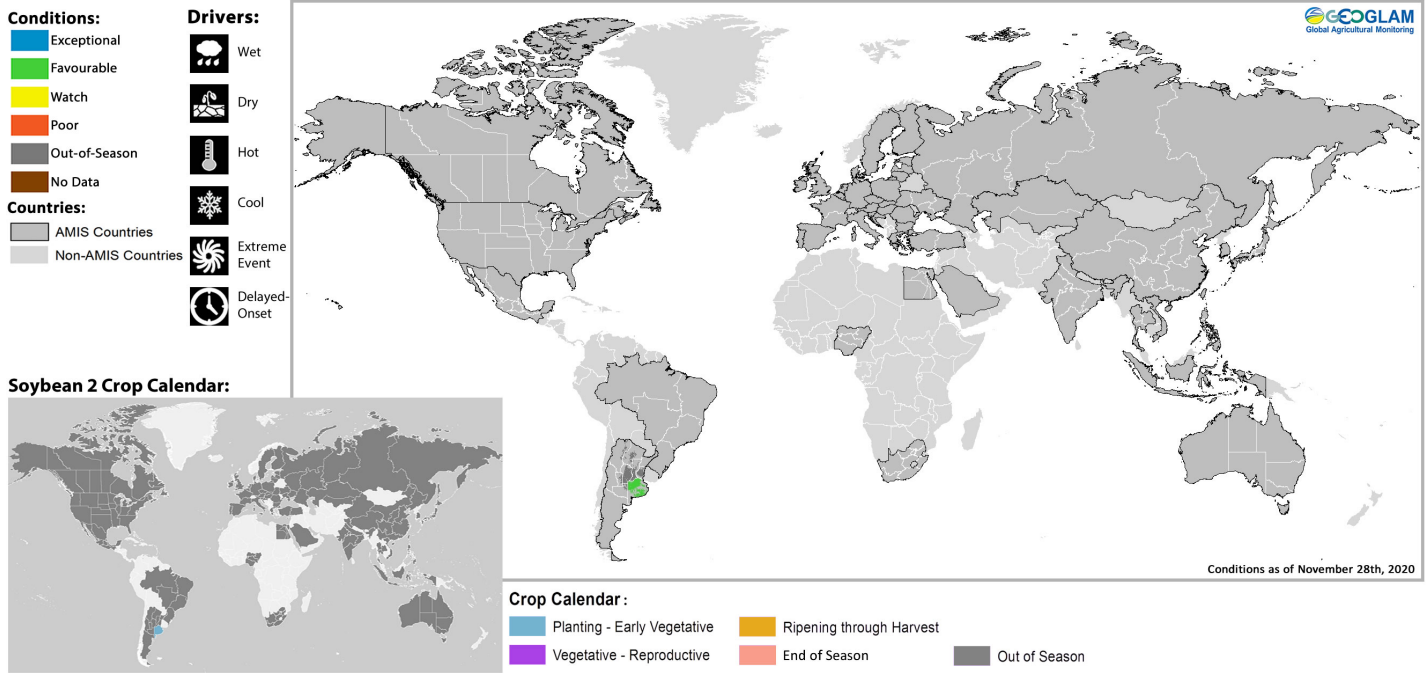 Conditions:
Exceptional
Favourable
Watch
Poor
Out-of-Season
No Data
Countries:
AMIS Countries
Non-AMIS Countries
Drivers:
Wet
Dry
Hot
Cool
Extreme
Event
Delayed-
Onset
GEOGLAM
Global Agricultural Monitoring
Conditions as of November 28th, 2020
Soybean 2 Crop Calendar:
Crop Calendar :
Planting - Early Vegetative
Vegetative - Reproductive
Ripening through Harvest
End of Season
Out of Season